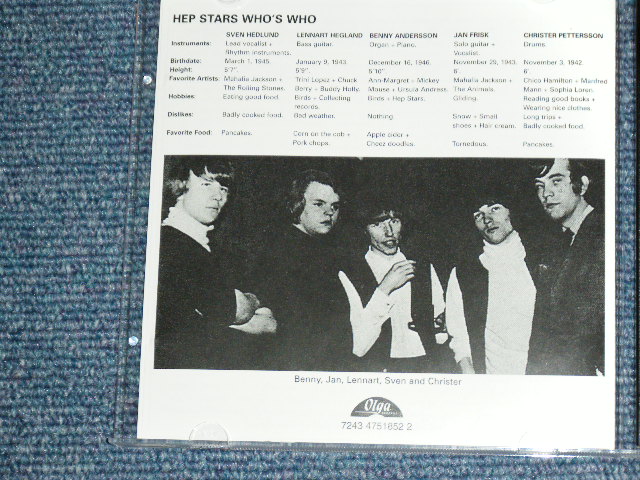 HEP STARS WHO'S WHO
SVEN HEDLUND LENNART HEGLAND BENNY ANDERSSON JAN FRISK CHRISTER PETTERSSON
Instruments: Lead vocalist + Bass guitar. Organ + Piano. Solo guitar + Drums.
Rhythm instruments. Vocalist.
Birthdate: March 1, 1945. January 9, 1943. December 16, 1946. November 29, 1943. November 3, 1942.
Height: 5'7". 5'9". 5'10". 6'. 6'.
Favorite Artists: Mahalia Jackson + Trini Lopez + Chuck Ann-Margret + Mickey Mahalia Jackson + Chico Hamilton + Manfred
The Rolling Stones. Berry + Buddy Holly. Mouse + Ursula Andress. The Animals. Mann + Sophia Loren.
Hobbies: Eating good food. Birds + Collecting Birds + Hep Stars. Gliding. Reading good books +
records. Wearing nice clothes.
Dislikes: Badly cooked food. Bad weather. Nothing. Snow + Small Long trips +
shoes + Hair cream. Badly cooked food.
Favorite Food: Pancakes. Corn on the cob + Apple cider + Tornedous. Pancakes.
Pork chops. Cheez doodles.
Benny, Jan, Lennart, Sven and Christer
Olga
7243 4751652 2